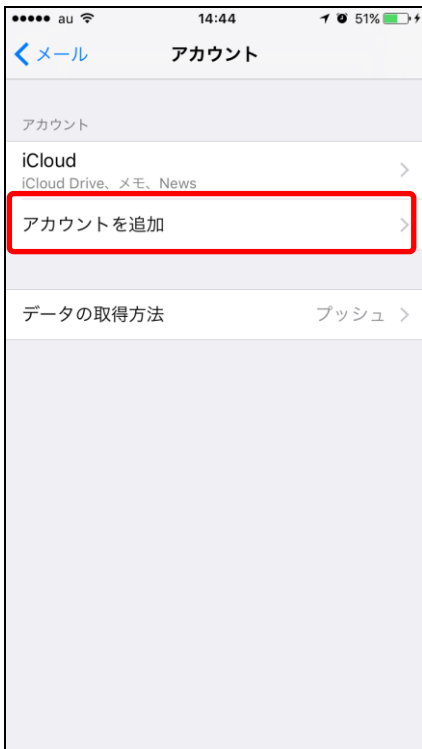 au 14:44 51%
メール アカウント
アカウント
iCloud
iCloud Drive、メモ、News
アカウントを追加
データの取得方法 プッシュ